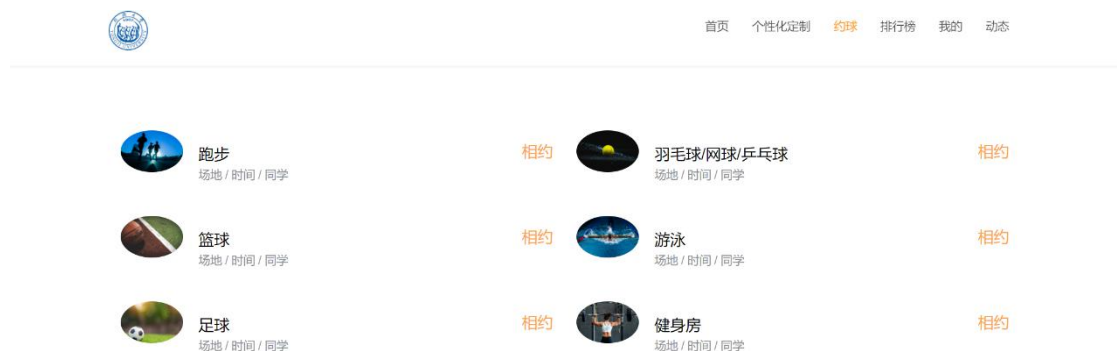 首页 个性化定制 约球 排行榜 我的 动态
跑步 相约
场地 / 时间 / 同学
羽毛球/网球/乒乓球 相约
场地 / 时间 / 同学
篮球 相约
场地 / 时间 / 同学
游泳 相约
场地 / 时间 / 同学
足球 相约
场地 / 时间 / 同学
健身房 相约
场地 / 时间 / 同学